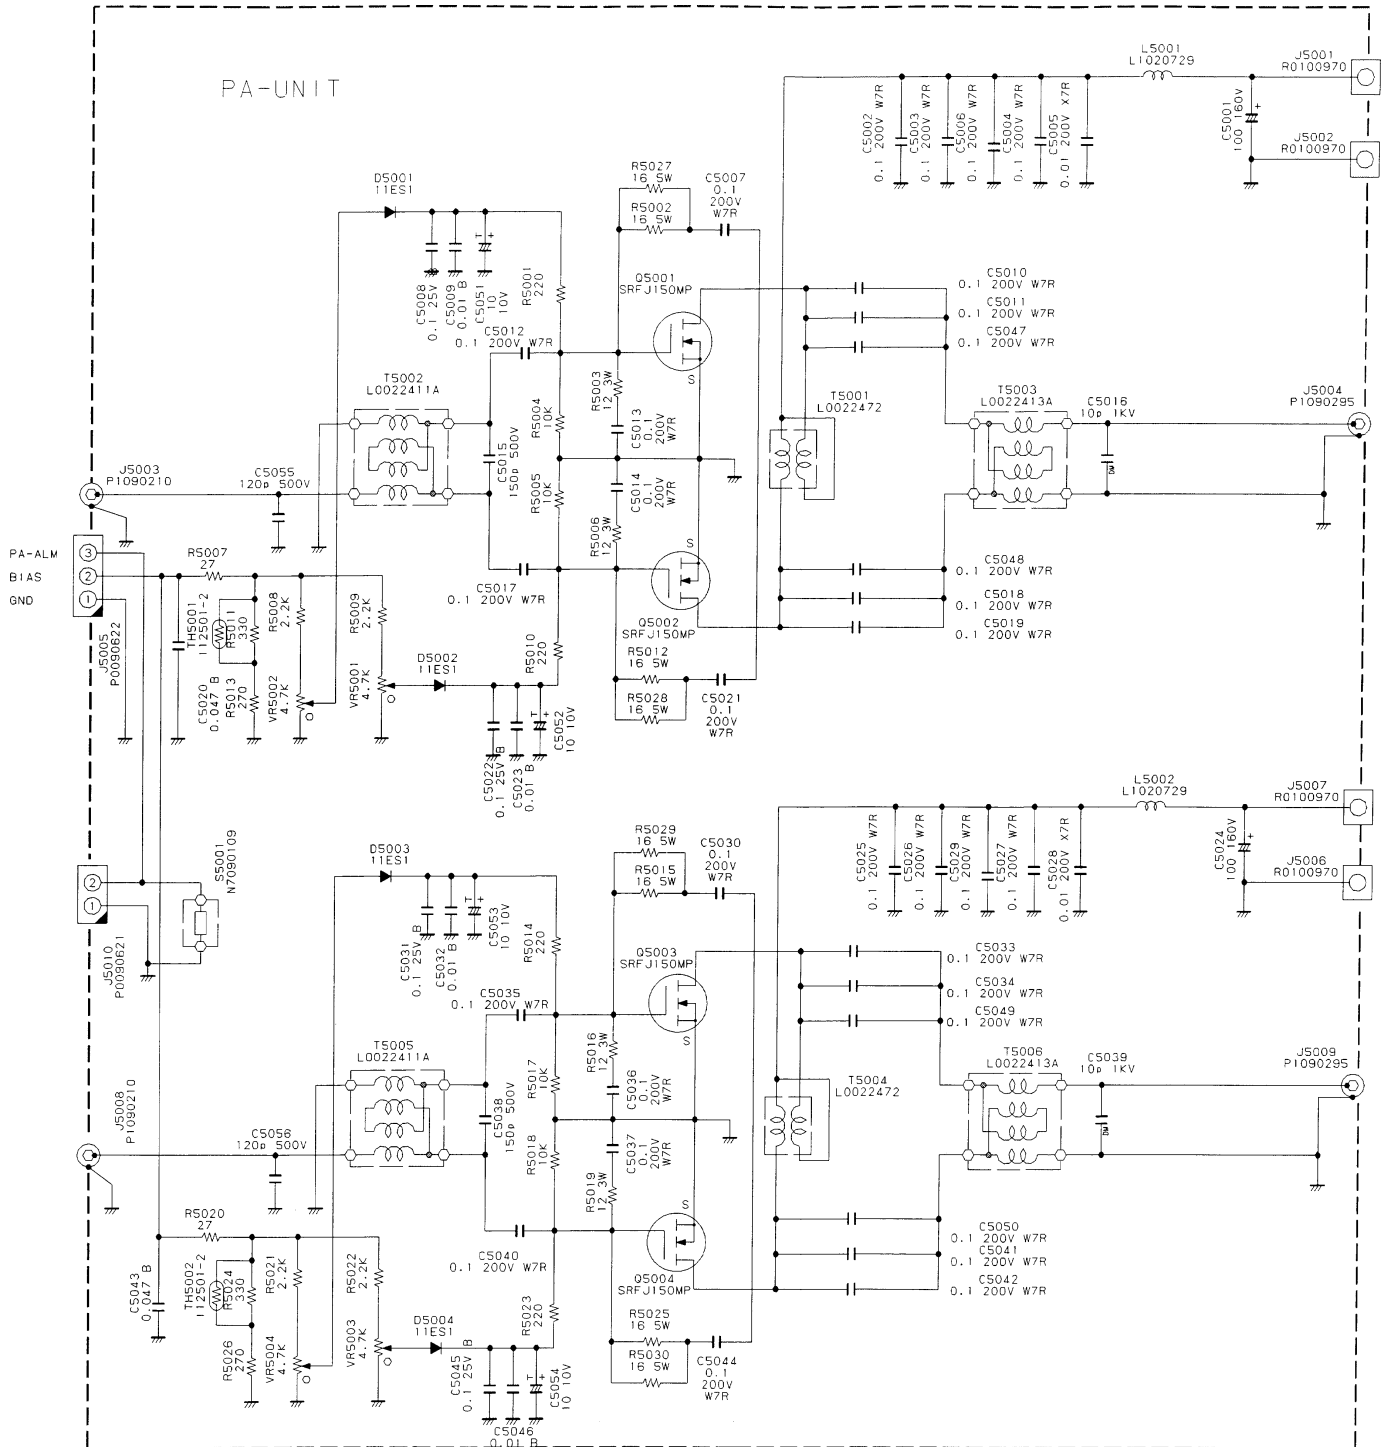 PA-UNIT
L5001
L1020729
J5001
R0100970
C5002
0.1 200V W7R
C5003
0.1 200V W7R
C5006
0.1 200V W7R
C5004
0.1 200V W7R
C5005
0.01 200V X7R
C5001
100 160V
+
J5002
R0100970
D5001
11ES1
R5027
16 5W
R5002
16 5W
C5007
0.1
200V
W7R
C5008
0.1 25V B
C5009
0.01 B
C5051
10
10V
T +
R5001
220
Q5001
SRFJ150MP
S
C5010
0.1 200V W7R
C5011
0.1 200V W7R
C5047
0.1 200V W7R
C5012
0.1 200V W7R
T5002
L0022411A
R5004
10K
R5003
12 3W
C5013
0.1
200V
W7R
C5015
150p 500V
R5005
10K
C5014
0.1
200V
W7R
R5006
12 3W
T5001
L0022472
T5003
L0022413A
C5016
10p 1KV
J5004
P1090295
J5003
P1090210
C5055
120p 500V
PA-ALM
3
BIAS
2
GND
1
J5005
P0090622
R5007
27
C5020
0.047 B
TH5001
112501-2
R5011
330
R5013
270
R5008
2.2K
VR5002
4.7K
R5009
2.2K
VR5001
4.7K
C5017
0.1 200V W7R
S
Q5002
SRFJ150MP
C5048
0.1 200V W7R
C5018
0.1 200V W7R
C5019
0.1 200V W7R
D5002
11ES1
R5010
220
R5012
16 5W
R5028
16 5W
C5021
0.1
200V
W7R
C5022
0.1 25V B
C5023
0.01 B
C5052
10 10V
T +
L5002
L1020729
J5007
R0100970
C5025
0.1 200V W7R
C5026
0.1 200V W7R
C5029
0.1 200V W7R
C5027
0.1 200V W7R
C5028
0.01 200V X7R
C5024
100 160V
+
J5006
R0100970
S5001
N7090109
2
1
J5010
P0090621
D5003
11ES1
R5029
16 5W
R5015
16 5W
C5030
0.1
200V
W7R
C5031
0.1 25V B
C5032
0.01 B
C5053
10 10V
T +
R5014
220
Q5003
SRFJ150MP
S
C5033
0.1 200V W7R
C5034
0.1 200V W7R
C5049
0.1 200V W7R
C5035
0.1 200V W7R
T5005
L0022411A
R5016
12 3W
R5017
10K
C5036
0.1
200V
W7R
C5038
150p 500V
R5018
10K
C5037
0.1
200V
W7R
R5019
12 3W
T5004
L0022472
T5006
L0022413A
C5039
10p 1KV
J5009
P1090295
J5008
P1090210
C5056
120p 500V
R5020
27
C5043
0.047 B
TH5002
112501-2
R5024
330
R5026
270
R5021
2.2K
VR5004
4.7K
R5022
2.2K
VR5003
4.7K
C5040
0.1 200V W7R
S
Q5004
SRFJ150MP
C5050
0.1 200V W7R
C5041
0.1 200V W7R
C5042
0.1 200V W7R
D5004
11ES1
R5023
220
R5025
16 5W
R5030
16 5W
C5044
0.1
200V
W7R
C5045
0.1 25V B
C5046
0.01 B
C5054
10 10V
T +